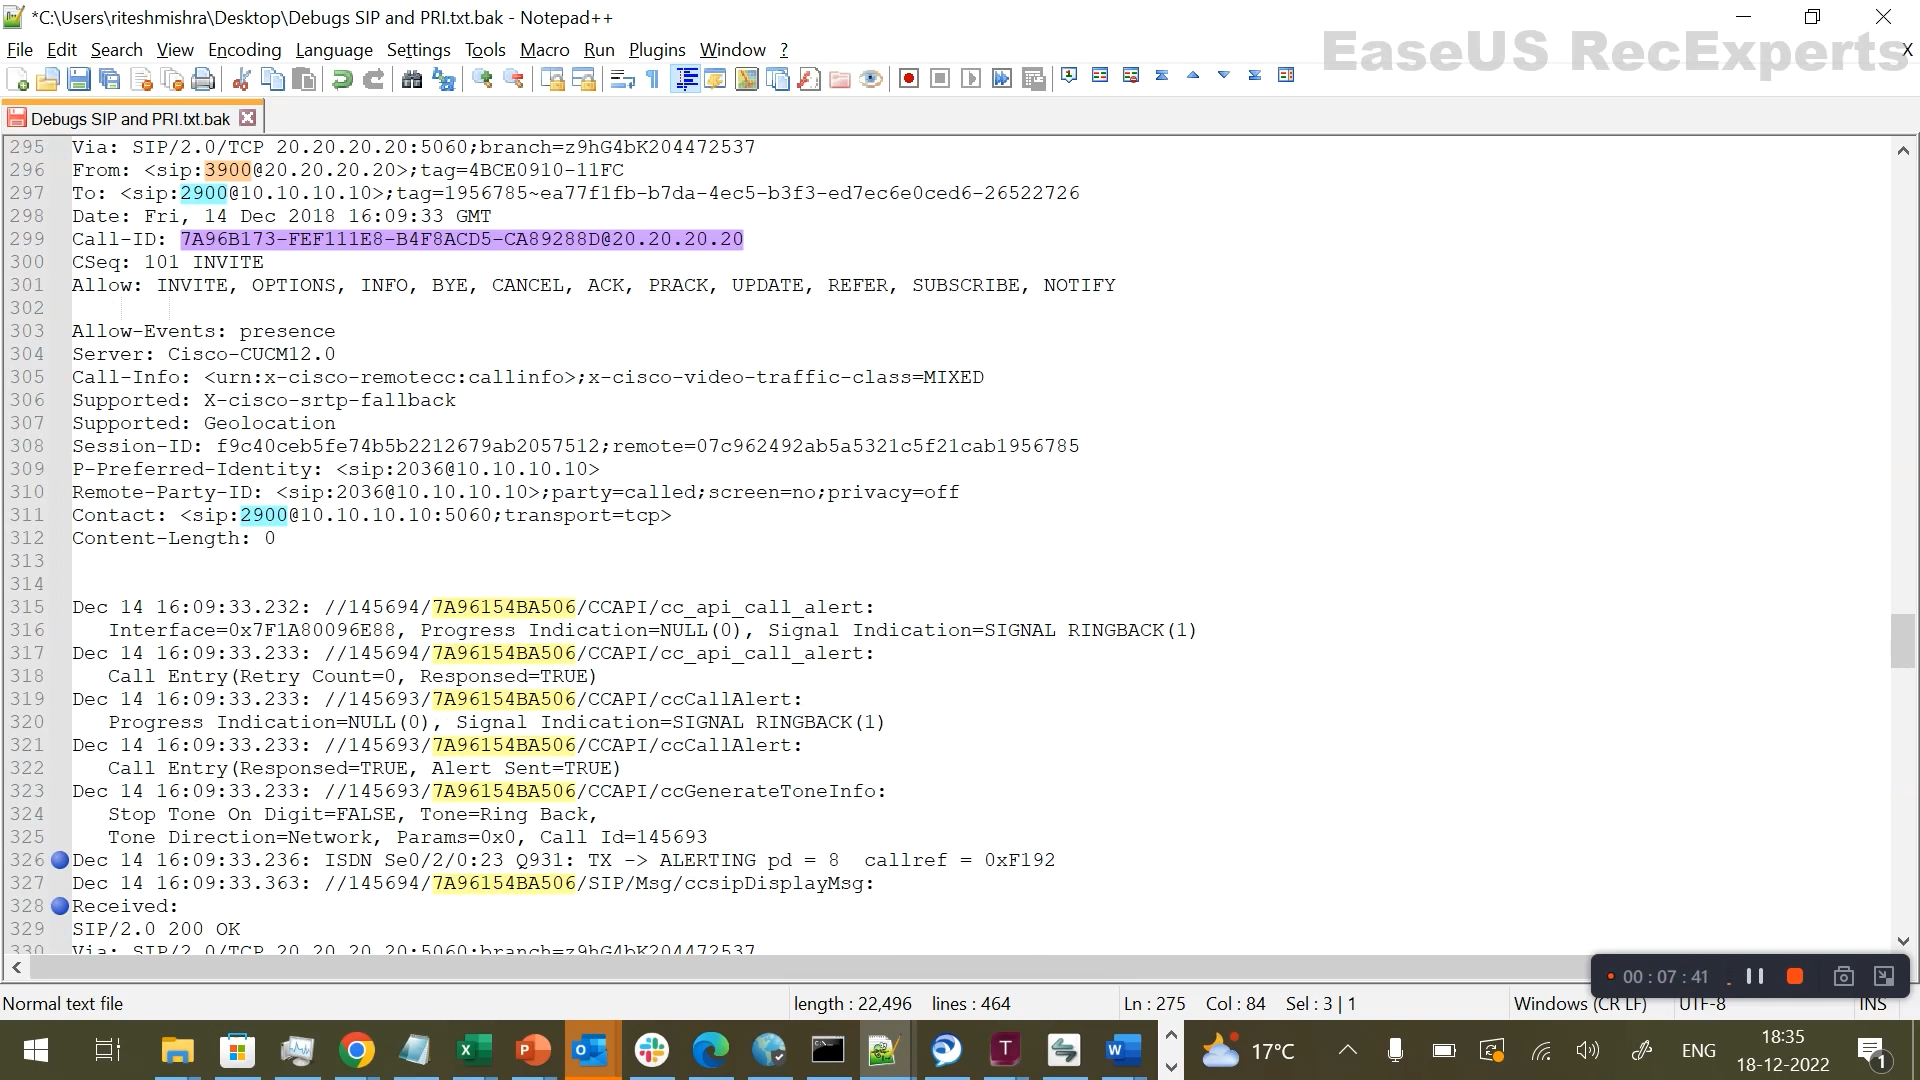 *C:\Users\riteshmishra\Desktop\Debugs SIP and PRI.txt.bak - Notepad++
File Edit Search View Encoding Language Settings Tools Macro Run Plugins Window ?
EaseUS RecExperts
X
Debugs SIP and PRI.txt.bak
295 Via: SIP/2.0/TCP 20.20.20.20:5060;branch=z9hG4bK204472537
296 From: <sip:3900@20.20.20.20>;tag=4BCE0910-11FC
297 To: <sip:2900@10.10.10.10>;tag=1956785~ea77f1fb-b7da-4ec5-b3f3-ed7ec6e0ced6-26522726
298 Date: Fri, 14 Dec 2018 16:09:33 GMT
299 Call-ID: 7A96B173-FEF111E8-B4F8ACD5-CA89288D@20.20.20.20
300 CSeq: 101 INVITE
301 Allow: INVITE, OPTIONS, INFO, BYE, CANCEL, ACK, PRACK, UPDATE, REFER, SUBSCRIBE, NOTIFY
302
303 Allow-Events: presence
304 Server: Cisco-CUCM12.0
305 Call-Info: <urn:x-cisco-remotecc:callinfo>;x-cisco-video-traffic-class=MIXED
306 Supported: X-cisco-srtp-fallback
307 Supported: Geolocation
308 Session-ID: f9c40ceb5fe74b5b2212679ab2057512;remote=07c962492ab5a5321c5f21cab1956785
309 P-Preferred-Identity: <sip:2036@10.10.10.10>
310 Remote-Party-ID: <sip:2036@10.10.10.10>;party=called;screen=no;privacy=off
311 Contact: <sip:2900@10.10.10.10:5060;transport=tcp>
312 Content-Length: 0
313
314
315 Dec 14 16:09:33.232: //145694/7A96154BA506/CCAPI/cc_api_call_alert:
316 Interface=0x7F1A80096E88, Progress Indication=NULL(0), Signal Indication=SIGNAL RINGBACK(1)
317 Dec 14 16:09:33.233: //145694/7A96154BA506/CCAPI/cc_api_call_alert:
318 Call Entry(Retry Count=0, Responsed=TRUE)
319 Dec 14 16:09:33.233: //145693/7A96154BA506/CCAPI/ccCallAlert:
320 Progress Indication=NULL(0), Signal Indication=SIGNAL RINGBACK(1)
321 Dec 14 16:09:33.233: //145693/7A96154BA506/CCAPI/ccCallAlert:
322 Call Entry(Responsed=TRUE, Alert Sent=TRUE)
323 Dec 14 16:09:33.233: //145693/7A96154BA506/CCAPI/ccGenerateToneInfo:
324 Stop Tone On Digit=FALSE, Tone=Ring Back,
325 Tone Direction=Network, Params=0x0, Call Id=145693
326 Dec 14 16:09:33.236: ISDN Se0/2/0:23 Q931: TX -> ALERTING pd = 8 callref = 0xF192
327 Dec 14 16:09:33.363: //145694/7A96154BA506/SIP/Msg/ccsipDisplayMsg:
328 Received:
329 SIP/2.0 200 OK
330 Via: SIP/2.0/TCP 20.20.20.20:5060;branch=z9hG4bK204472537
00:07:41
Normal text file length : 22,496 lines : 464 Ln : 275 Col : 84 Sel : 3 | 1 Windows (CR LF) UTF-8 INS
17°C ENG 18:35
18-12-2022
1